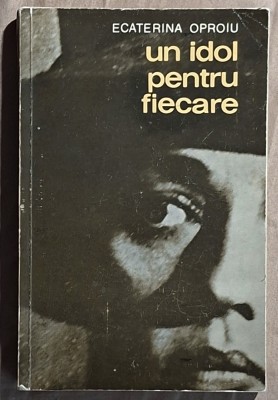 ECATERINA OPROIU
un idol
pentru
fiecare